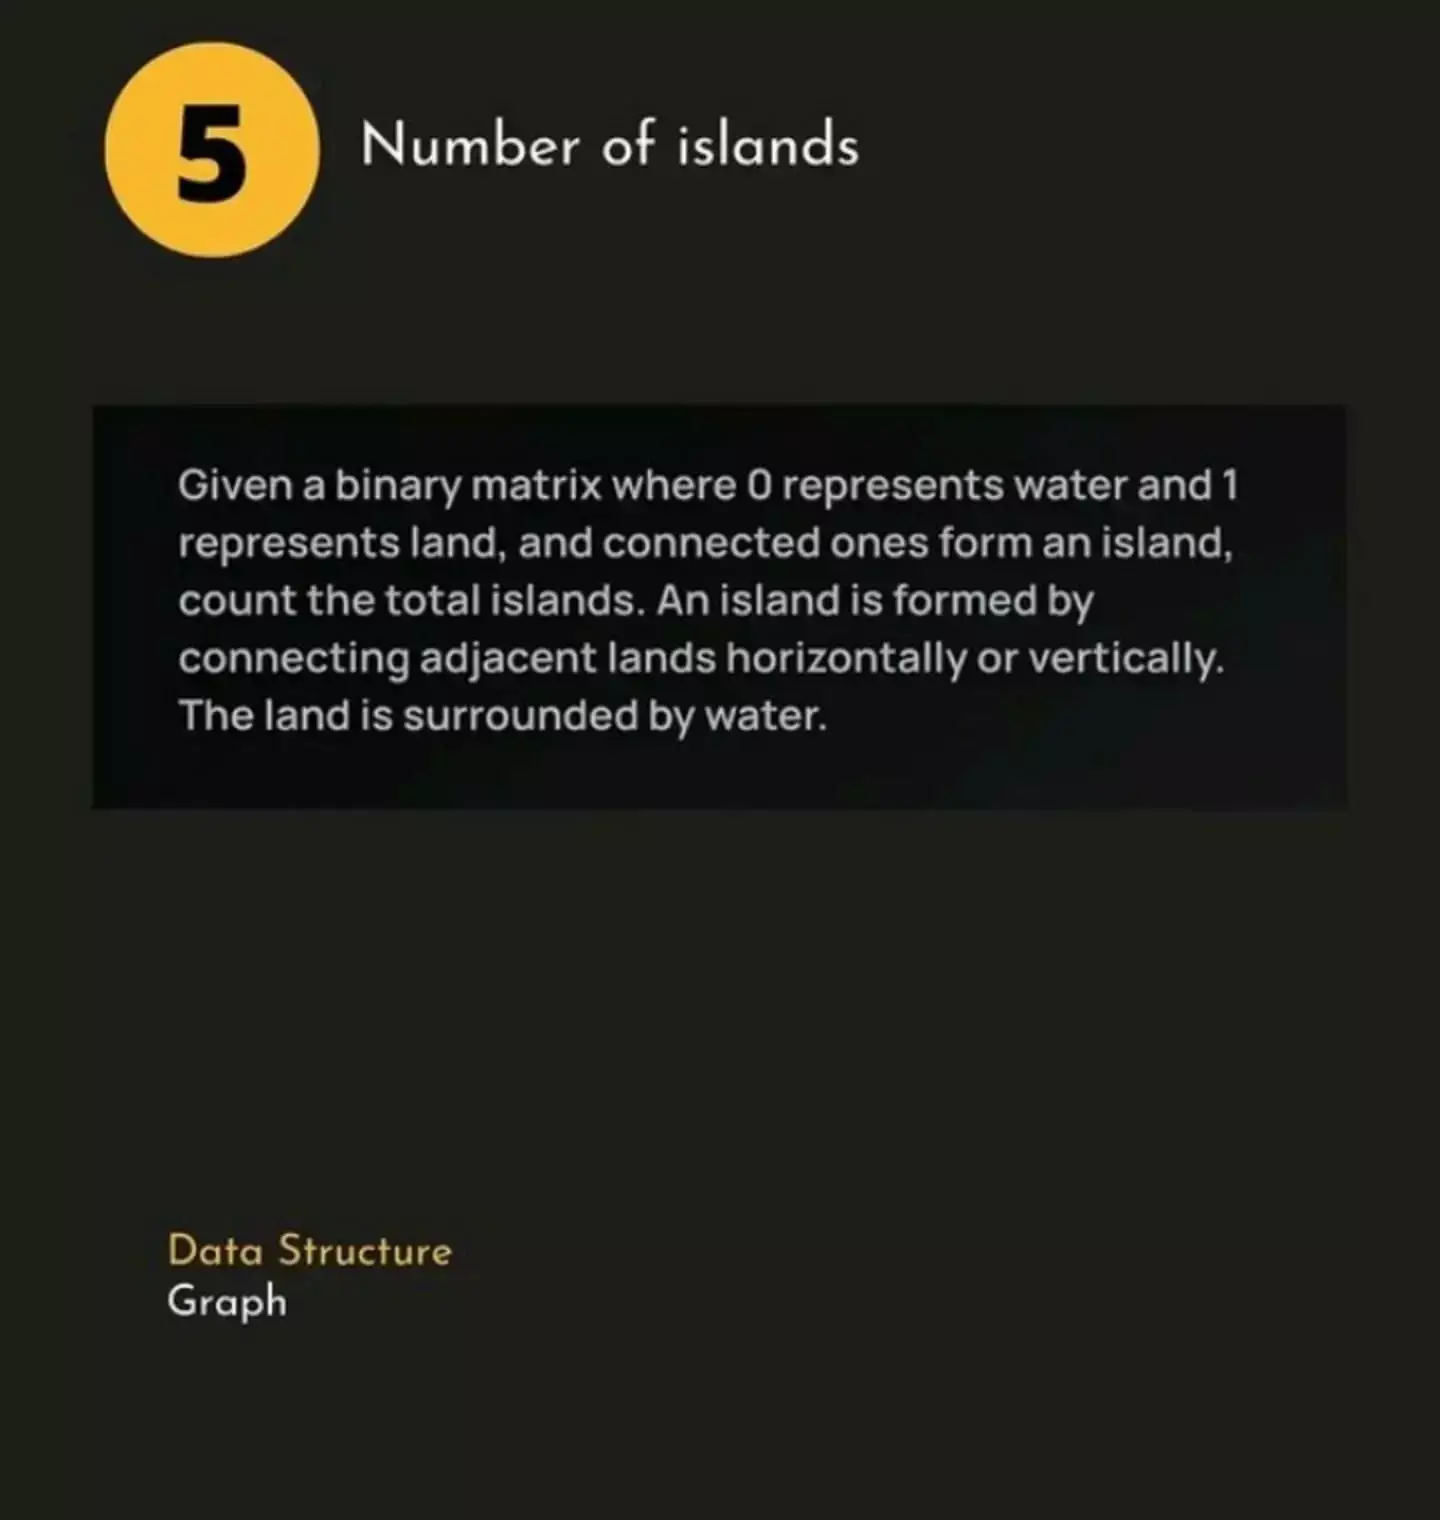 5
Number of islands
Given a binary matrix where 0 represents water and 1
represents land, and connected ones form an island,
count the total islands. An island is formed by
connecting adjacent lands horizontally or vertically.
The land is surrounded by water.
Data Structure
Graph